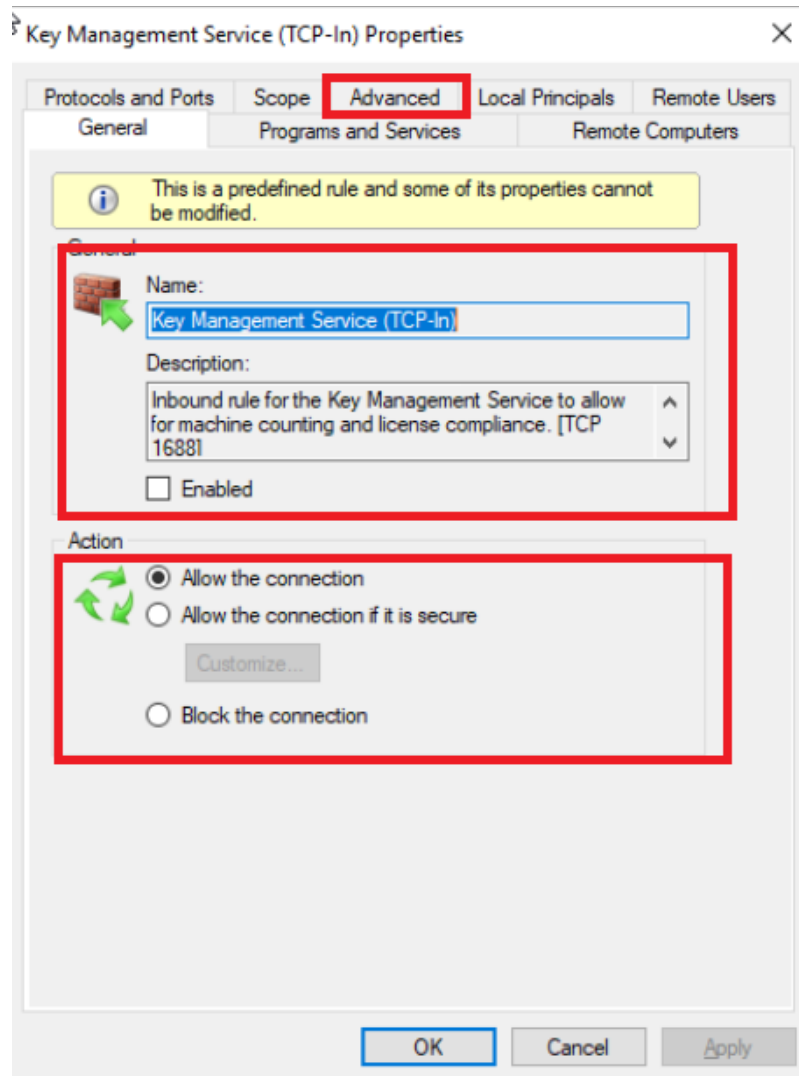 Key Management Service (TCP-In) Properties
Protocols and Ports Scope Advanced Local Principals Remote Users
General Programs and Services Remote Computers
This is a predefined rule and some of its properties cannot
be modified.
General
Name:
Key Management Service (TCP-In)
Description:
Inbound rule for the Key Management Service to allow
for machine counting and license compliance. [TCP
1688]
Enabled
Action
Allow the connection
Allow the connection if it is secure
Customize...
Block the connection
OK Cancel Apply